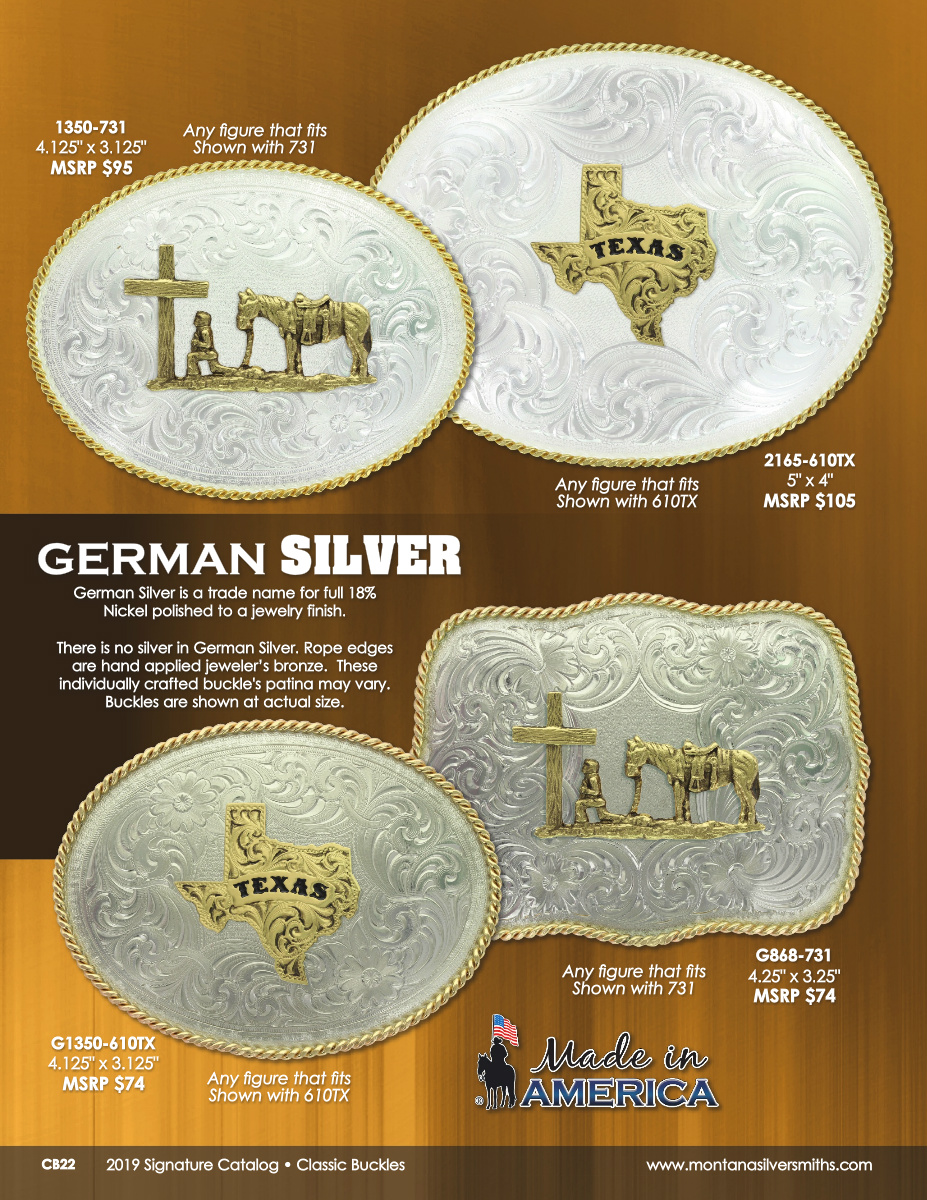 1350-731
4.125" x 3.125"
MSRP $95
Any figure that fits
Shown with 731
TEXAS
Any figure that fits
Shown with 610TX
2165-610TX
5" x 4"
MSRP $105
GERMAN SILVER
German Silver is a trade name for full 18%
Nickel polished to a jewelry finish.
There is no silver in German Silver. Rope edges
are hand applied jeweler's bronze. These
individually crafted buckle's patina may vary.
Buckles are shown at actual size.
TEXAS
G868-731
4.25" x 3.25"
MSRP $74
Any figure that fits
Shown with 731
G1350-610TX
4.125" x 3.125"
MSRP $74
Any figure that fits
Shown with 610TX
®
Made in
AMERICA
CB22 2019 Signature Catalog • Classic Buckles www.montanasilversmiths.com